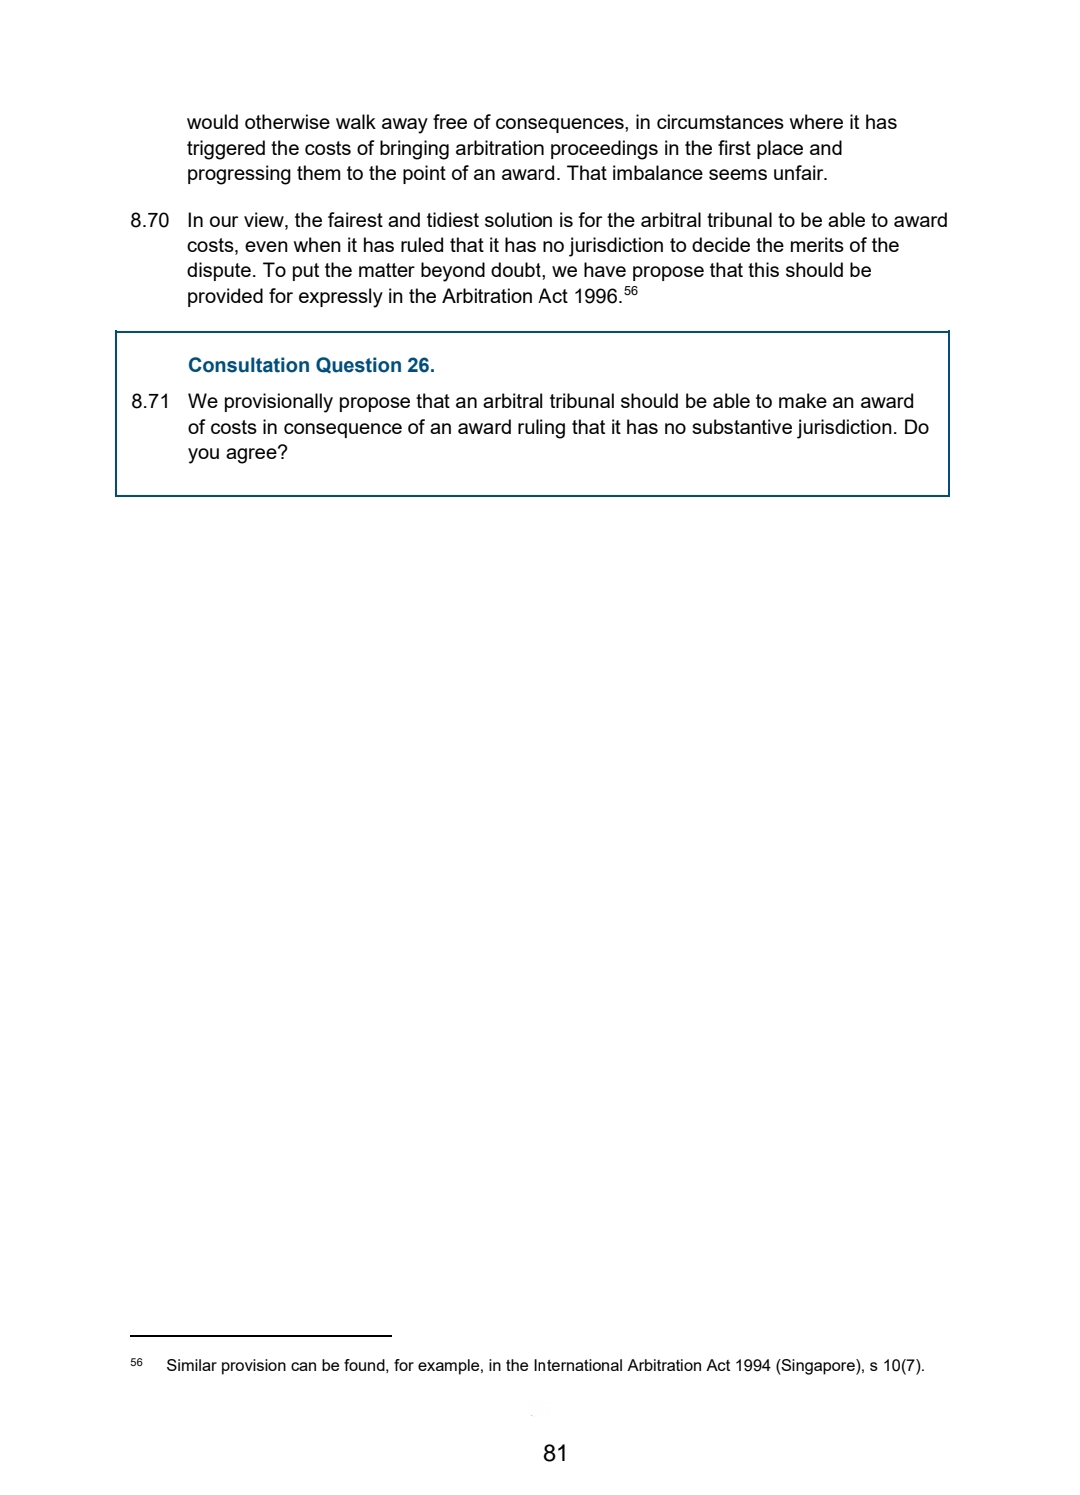 would otherwise walk away free of consequences, in circumstances where it has
triggered the costs of bringing arbitration proceedings in the first place and
progressing them to the point of an award. That imbalance seems unfair.
8.70 In our view, the fairest and tidiest solution is for the arbitral tribunal to be able to award
costs, even when it has ruled that it has no jurisdiction to decide the merits of the
dispute. To put the matter beyond doubt, we have propose that this should be
provided for expressly in the Arbitration Act 1996.56
Consultation Question 26.
8.71 We provisionally propose that an arbitral tribunal should be able to make an award
of costs in consequence of an award ruling that it has no substantive jurisdiction. Do
you agree?
56 Similar provision can be found, for example, in the International Arbitration Act 1994 (Singapore), s 10(7).
81